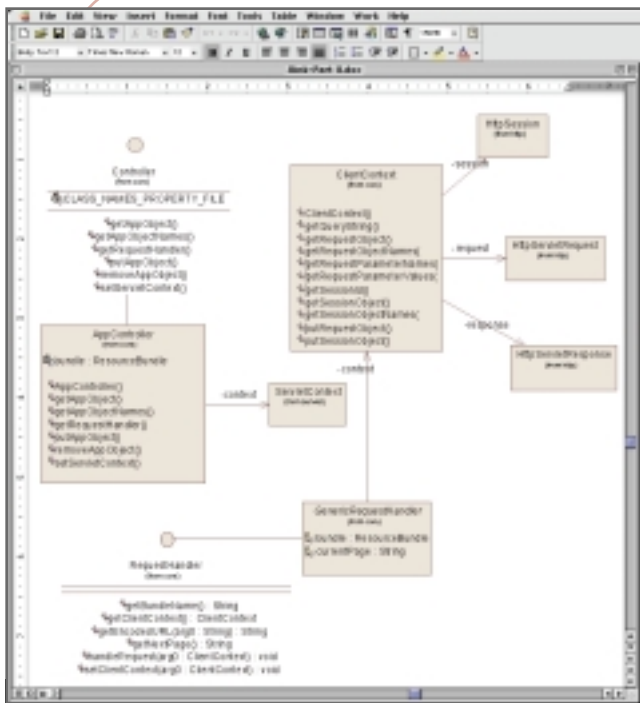 File Edit View Insert Format Font Tools Table Window Work Help
HttpSession
Controller
CLASS_NAMES_PROPERTY_FILE
getAppObject()
getAppObjectNames()
getRequestHandler()
putAppObject()
removeAppObject()
setServletContext()
ClientContext
ClientContext()
getQueryString()
getRequestObject()
getRequestObjectNames(
getRequestParameterNames(
getRequestParameterValues(
getSessionId()
getSessionObject()
getSessionObjectNames(
putRequestObject()
putSessionObject()
-session
-request
HttpServletRequest
-response
HttpServletResponse
AppController
bundle : ResourceBundle
AppController()
getAppObject()
getAppObjectNames()
getRequestHandler()
putAppObject()
removeAppObject()
setServletContext()
-context
ServletContext
-context
GenericRequestHandler
bundle : ResourceBundle
currentPage : String
RequestHandler
getBundleName() : String
getClientContext() : ClientContext
getEncodedURL(arg0 : String) : String
getNextPage() : String
handleRequest(arg0 : ClientContext) : void
setClientContext(arg0 : ClientContext) : void